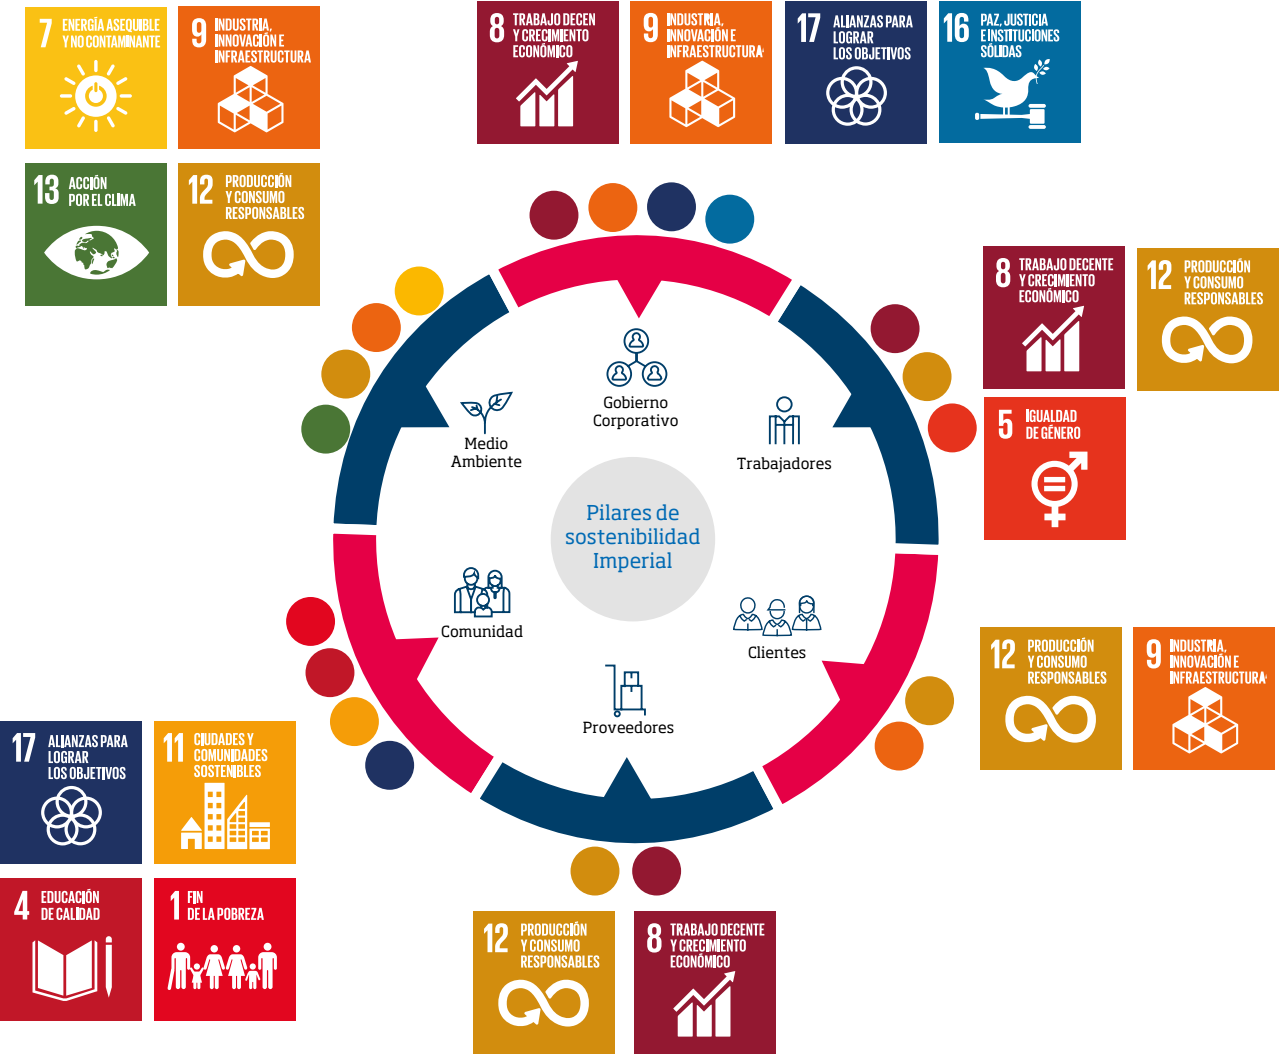 7 ENERGÍA ASEQUIBLE
Y NO CONTAMINANTE
9 INDUSTRIA,
INNOVACIÓN E
INFRAESTRUCTURA
13 ACCIÓN
POR EL CLIMA
12 PRODUCCIÓN
Y CONSUMO
RESPONSABLES
8 TRABAJO DECEN
Y CRECIMIENTO
ECONÓMICO
9 INDUSTRIA,
INNOVACIÓN E
INFRAESTRUCTURA
17 ALIANZAS PARA
LOGRAR
LOS OBJETIVOS
16 PAZ, JUSTICIA
E INSTITUCIONES
SÓLIDAS
8 TRABAJO DECENTE
Y CRECIMIENTO
ECONÓMICO
12 PRODUCCIÓN
Y CONSUMO
RESPONSABLES
5 IGUALDAD
DE GÉNERO
Gobierno
Corporativo
Medio
Ambiente
Trabajadores
Pilares de
sostenibilidad
Imperial
Comunidad
Clientes
Proveedores
12 PRODUCCIÓN
Y CONSUMO
RESPONSABLES
9 INDUSTRIA,
INNOVACIÓN E
INFRAESTRUCTURA
17 ALIANZAS PARA
LOGRAR
LOS OBJETIVOS
11 CIUDADES Y
COMUNIDADES
SOSTENIBLES
4 EDUCACIÓN
DE CALIDAD
1 FIN
DE LA POBREZA
12 PRODUCCIÓN
Y CONSUMO
RESPONSABLES
8 TRABAJO DECENTE
Y CRECIMIENTO
ECONÓMICO